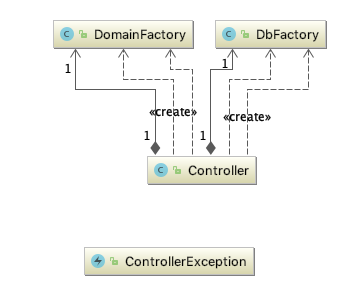 C DomainFactory
C DbFactory
1
1
«create»
«create»
1
1
C Controller
ControllerException